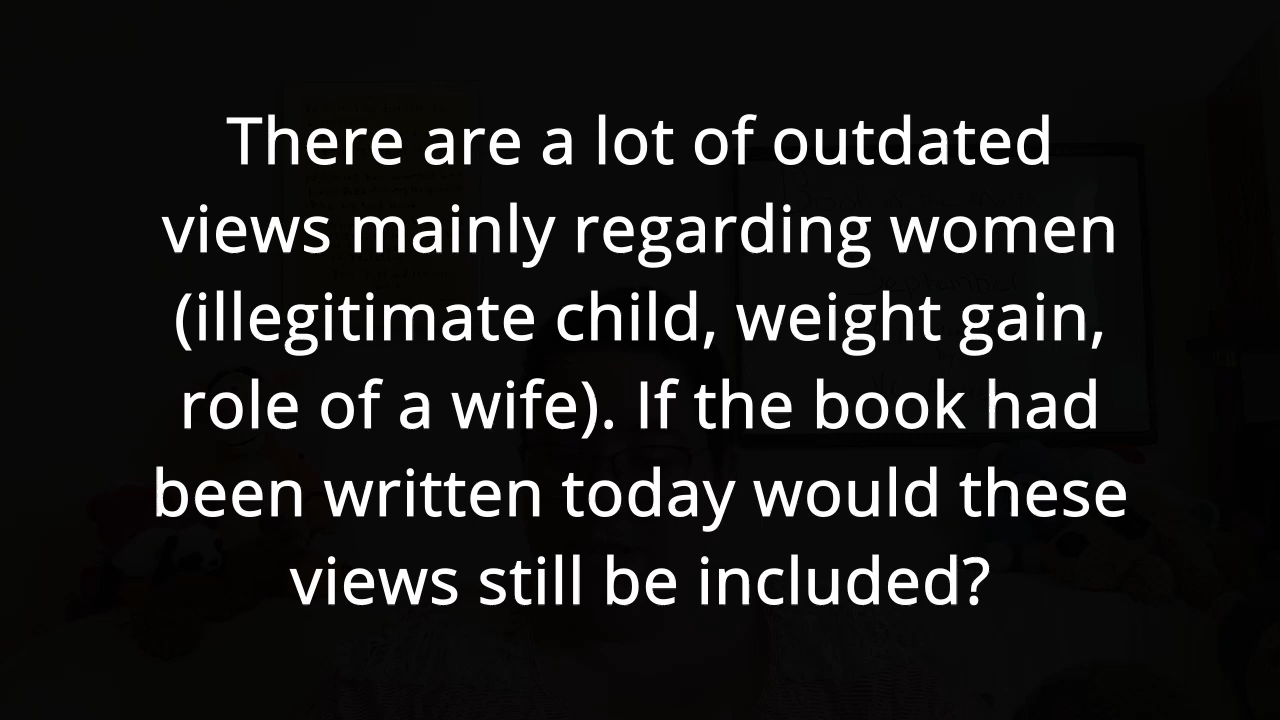 There are a lot of outdated
views mainly regarding women
(illegitimate child, weight gain,
role of a wife). If the book had
been written today would these
views still be included?